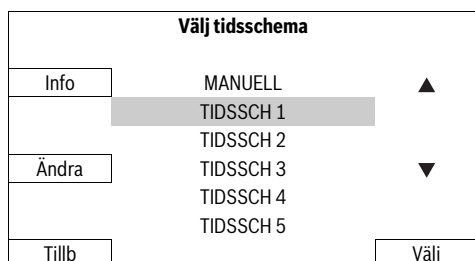 Välj tidsschema
Info MANUELL ▲
TIDSSCH 1
TIDSSCH 2
Ändra TIDSSCH 3 ▼
TIDSSCH 4
TIDSSCH 5
Tillb Välj